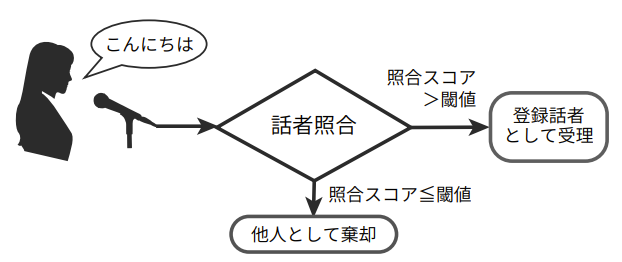 こんにちは
話者照合
照合スコア
＞閾値
登録話者
として受理
照合スコア≦閾値
他人として棄却